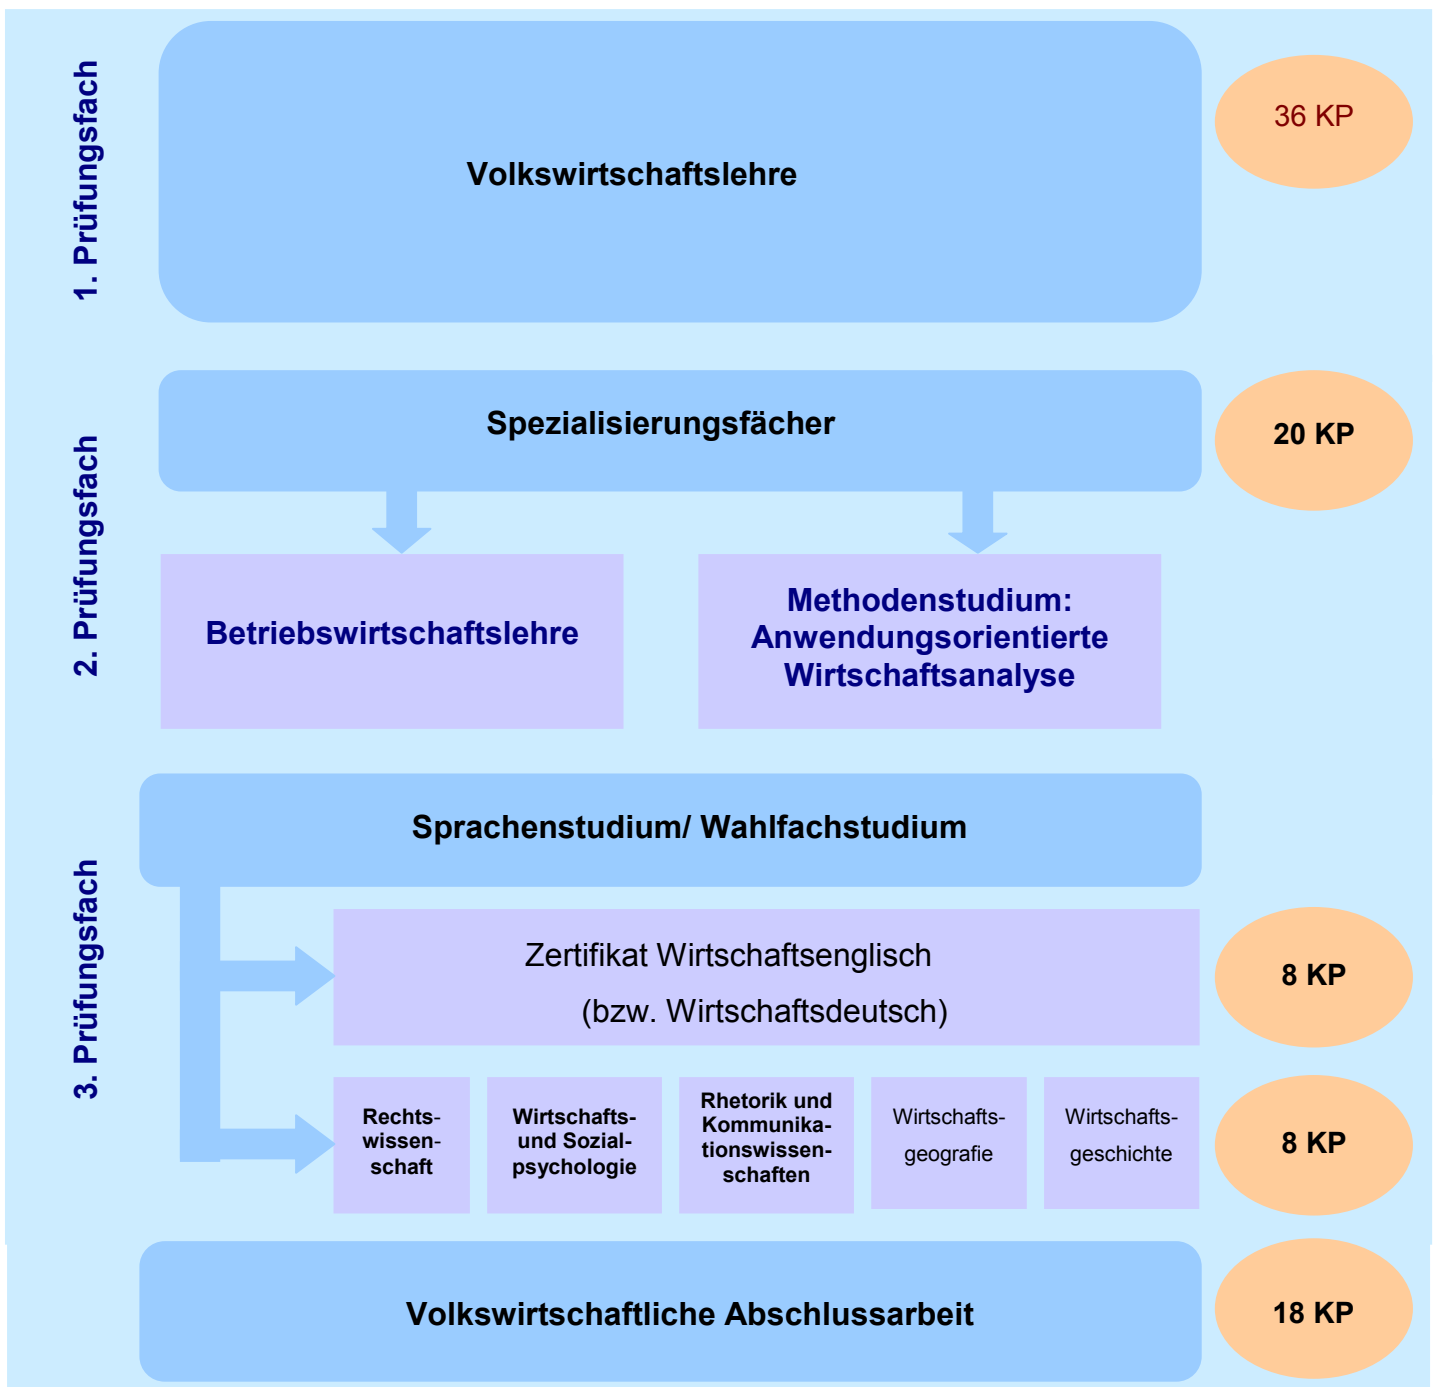 1. Prüfungsfach
Volkswirtschaftslehre
36 KP
2. Prüfungsfach
Spezialisierungsfächer
20 KP
Betriebswirtschaftslehre
Methodenstudium:
Anwendungsorientierte
Wirtschaftsanalyse
3. Prüfungsfach
Sprachenstudium/ Wahlfachstudium
Zertifikat Wirtschaftsenglisch
(bzw. Wirtschaftsdeutsch)
8 KP
Rechts-
wissen-
schaft
Wirtschafts-
und Sozial-
psychologie
Rhetorik und
Kommunika-
tionswissen-
schaften
Wirtschafts-
geografie
Wirtschafts-
geschichte
8 KP
Volkswirtschaftliche Abschlussarbeit
18 KP